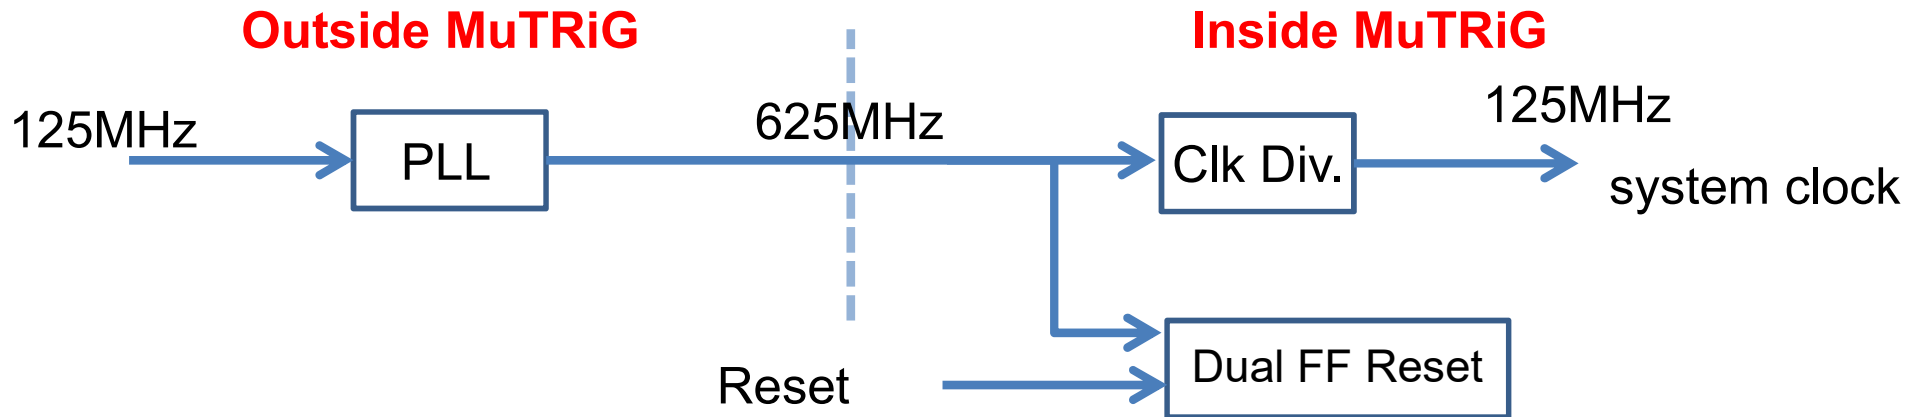 Outside MuTRiG
Inside MuTRiG
125MHz
PLL
625MHz
Clk Div.
125MHz
system clock
Reset
Dual FF Reset